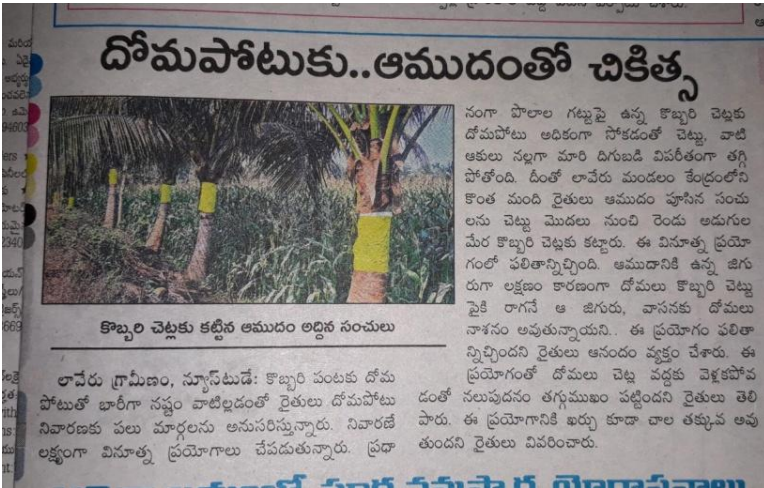 దోమపోటుకు..ఆముదంతో చికిత్స
కొబ్బరి చెట్లకు కట్టిన ఆముదం అద్దిన సంచులు
లావేరు గ్రామీణం, న్యూస్‌టుడే: కొబ్బరి పంటకు దోమ
పోటుతో భారీగా నష్టం వాటిల్లడంతో రైతులు దోమపోటు
నివారణకు పలు మార్గలను అనుసరిస్తున్నారు. నివారణే
లక్ష్యంగా వినూత్న ప్రయోగాలు చేపడుతున్నారు. ప్రధా
నంగా పొలాల గట్లుపై ఉన్న కొబ్బరి చెట్లకు
దోమపోటు అధికంగా సోకడంతో చెట్టు, వాటి
ఆకులు నల్లగా మారి దిగుబడి విపరీతంగా తగ్గి
పోతోంది. దీంతో లావేరు మండలం కేంద్రంలోని
కొంత మంది రైతులు ఆముదం పూసిన సంచు
లను చెట్టు మొదలు నుంచి రెండు అడుగుల
మేర కొబ్బరి చెట్లకు కట్టారు. ఈ వినూత్న ప్రయో
గంలో ఫలితాన్నిచ్చింది. ఆముదానికి ఉన్న జిగు
రుగా లక్షణం కారణంగా దోమలు కొబ్బరి చెట్టు
పైకి రాగనే ఆ జిగురు, వాసనకు దోమలు
నాశనం అవుతున్నాయని.. ఈ ప్రయోగం ఫలితా
న్నిచ్చిందని రైతులు ఆనందం వ్యక్తం చేశారు. ఈ
ప్రయోగంతో దోమలు చెట్ల వద్దకు వెళ్లకపోవ
డంతో నలుపుదనం తగ్గుముఖం పట్టిందని రైతులు తెలి
పారు. ఈ ప్రయోగానికి ఖర్చు కూడా చాల తక్కువ అవు
తుందని రైతులు వివరించారు.